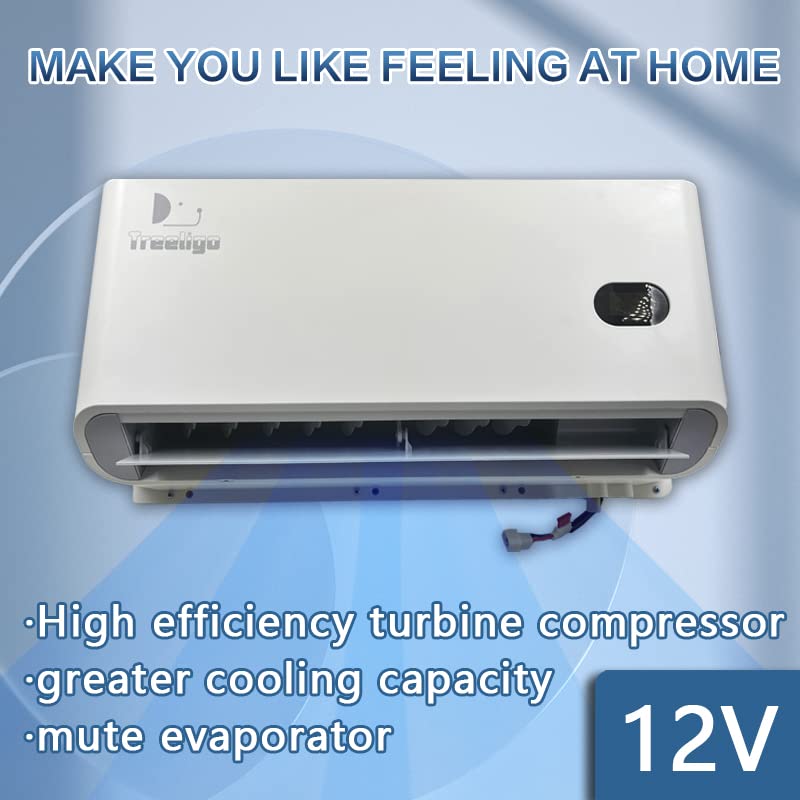 MAKE YOU LIKE FEELING AT HOME
Treeligo
·High efficiency turbine compressor
·greater cooling capacity
·mute evaporator
12V